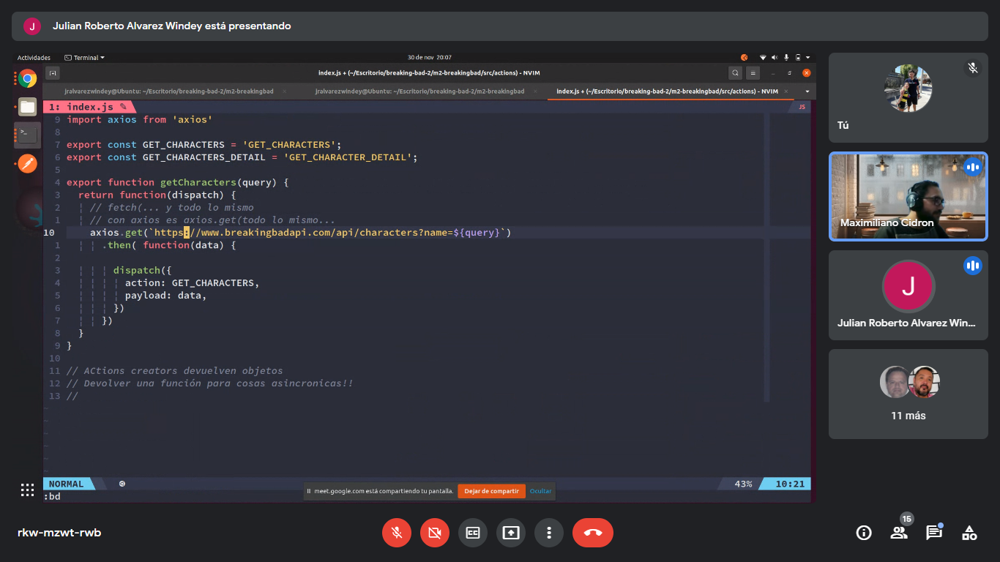 J
Julian Roberto Alvarez Windey está presentando
Actividades
Terminal
30 de nov 20:07
index.js + (~/Escritorio/breaking-bad-2/m2-breakingbad/src/actions) - NVIM
jralvarezwindey@Ubuntu: ~/Escritorio/breaking-bad-2/m2-breakingbad
jralvarezwindey@Ubuntu: ~/Escritorio/breaking-bad-2/m2-breakingbad
index.js + (~/Escritorio/breaking-bad-2/m2-breakingbad/src/actions) - NVIM
1: index.js
JS
9 import axios from 'axios'
8
7 export const GET_CHARACTERS = 'GET_CHARACTERS';
6 export const GET_CHARACTERS_DETAIL = 'GET_CHARACTER_DETAIL';
5
4 export function getCharacters(query) {
3 return function(dispatch) {
2 // fetch(... y todo lo mismo
1 // con axios es axios.get(todo lo mismo...
10 axios.get(`https://www.breakingbadapi.com/api/characters?name=${query}`)
1 .then( function(data) {
2
3 dispatch({
4 action: GET_CHARACTERS,
5 payload: data,
6 })
7 })
8 }
9 }
10
11 // ACtions creators devuelven objetos
12 // Devolver una función para cosas asincronicas!!
13 //
~
~
~
~
~
~
NORMAL
43%
10:21
:bd
meet.google.com está compartiendo tu pantalla.
Dejar de compartir
Ocultar
Tú
Maximiliano Cidron
J
Julian Roberto Alvarez Win...
11 más
rkw-mzwt-rwb
CC
15